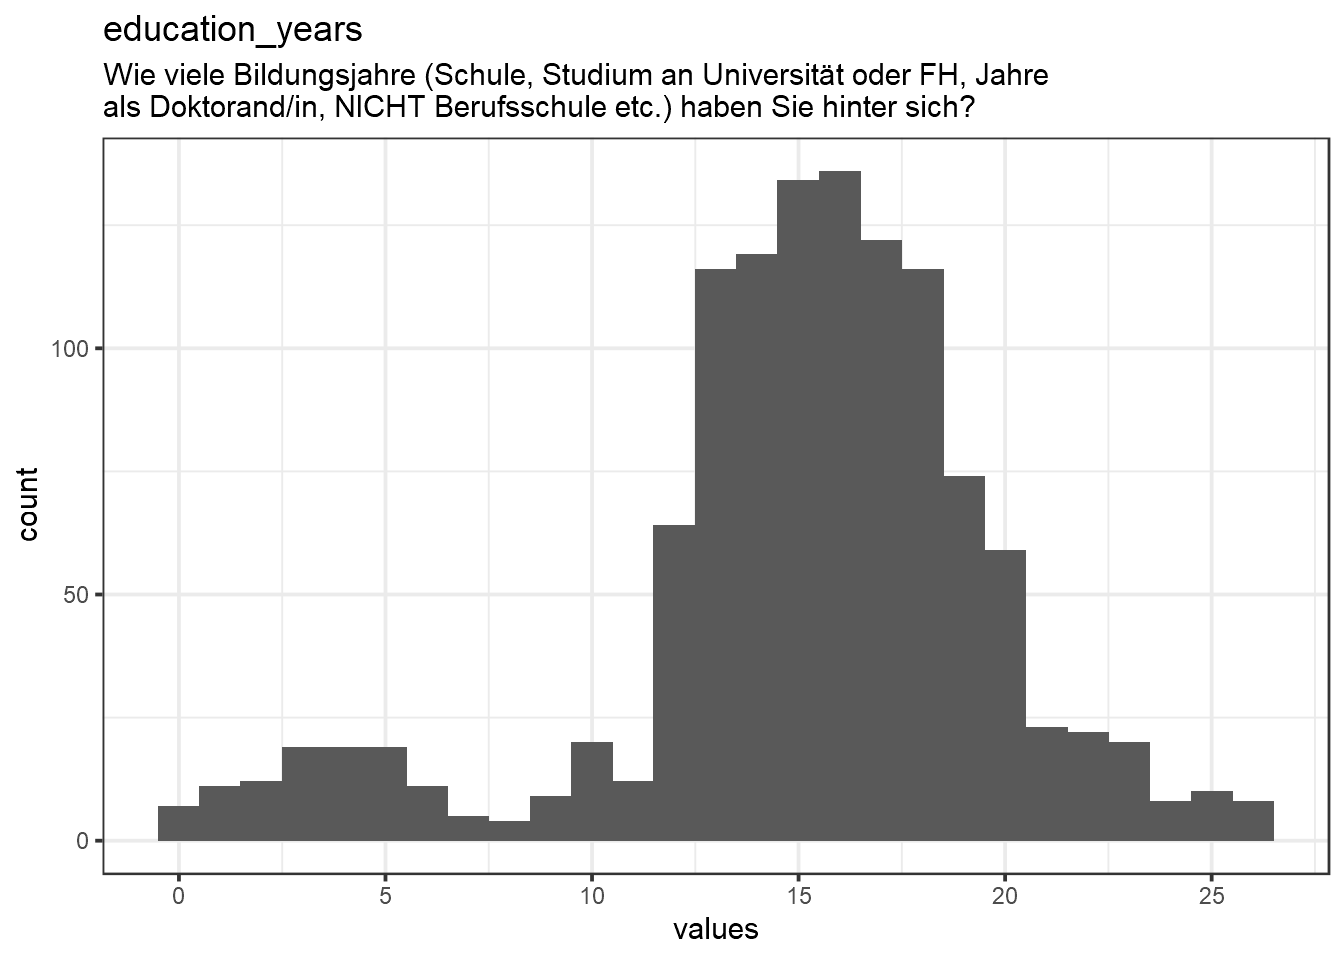 education_years
Wie viele Bildungsjahre (Schule, Studium an Universität oder FH, Jahre
als Doktorand/in, NICHT Berufsschule etc.) haben Sie hinter sich?
100
50
0
count
0 5 10 15 20 25
values